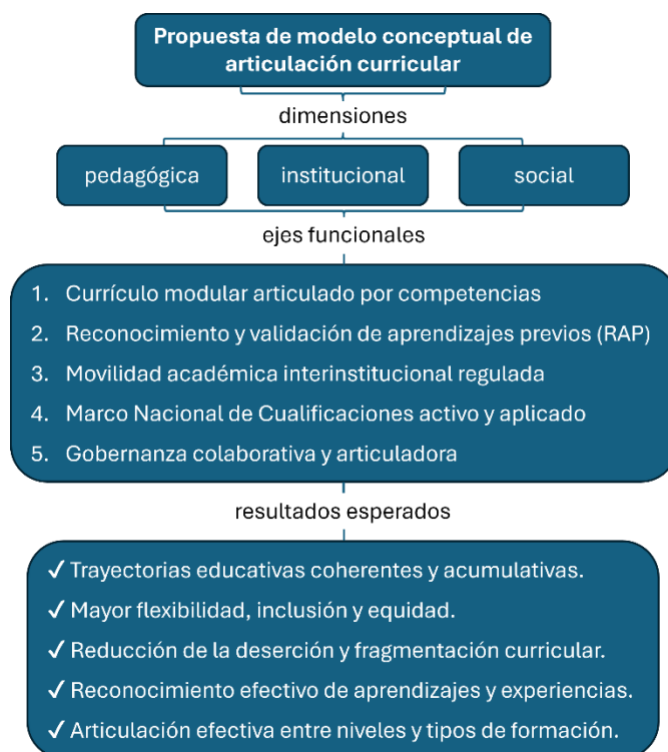 Propuesta de modelo conceptual de
articulación curricular
dimensiones
pedagógica
institucional
social
ejes funcionales
1. Currículo modular articulado por competencias
2. Reconocimiento y validación de aprendizajes previos (RAP)
3. Movilidad académica interinstitucional regulada
4. Marco Nacional de Cualificaciones activo y aplicado
5. Gobernanza colaborativa y articuladora
resultados esperados
✓ Trayectorias educativas coherentes y acumulativas.
✓ Mayor flexibilidad, inclusión y equidad.
✓ Reducción de la deserción y fragmentación curricular.
✓ Reconocimiento efectivo de aprendizajes y experiencias.
✓ Articulación efectiva entre niveles y tipos de formación.